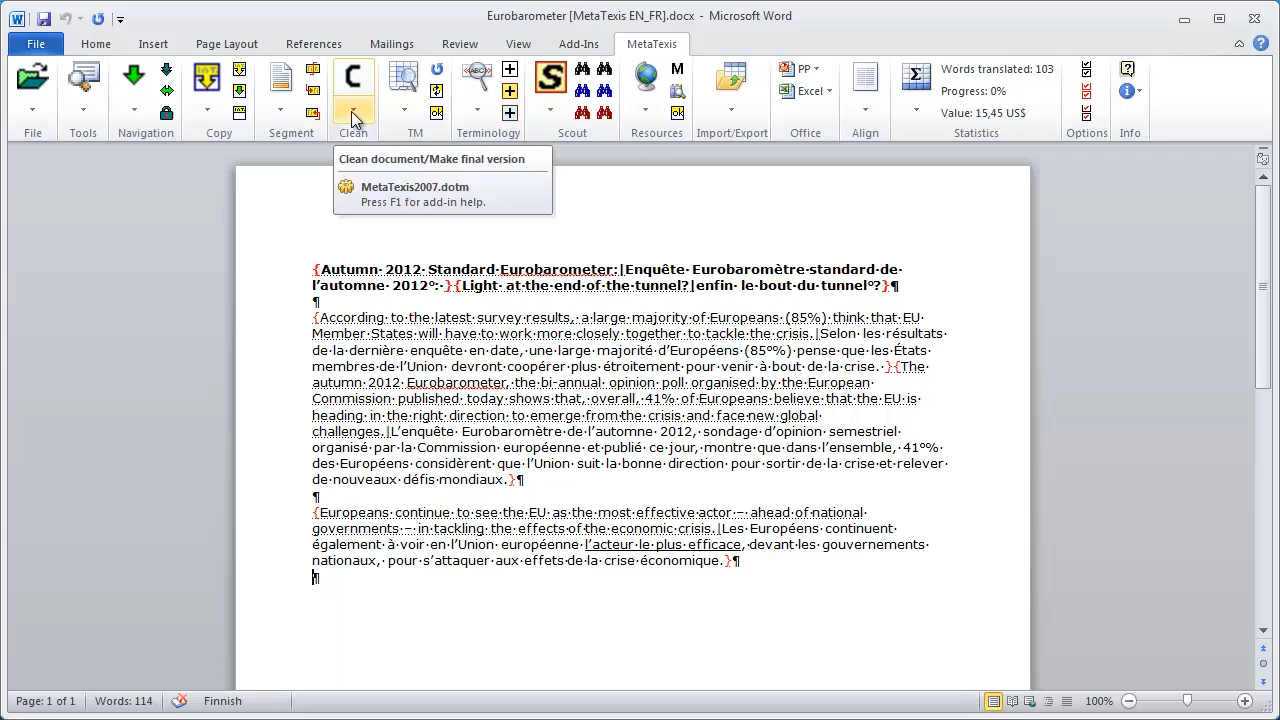 Eurobarometer [MetaTexis EN_FR].docx - Microsoft Word
File Home Insert Page Layout References Mailings Review View Add-Ins MetaTexis
PP
Words translated: 103
Excel
Progress: 0%
Value: 15,45 US$
File Tools Navigation Copy Segment Clean TM Terminology Scout Resources Import/Export Office Align Statistics Options Info
Clean document/Make final version
MetaTexis2007.dotm
Press F1 for add-in help.
{Autumn· 2012· Standard·Eurobarometer:·|Enquête· Eurobaromètre·standard·de·
l’automne· 2012°:· }{Light· at·the·end·of·the·tunnel?|enfin· le·bout·du·tunnel°?}¶
¶
{According· to·the·latest·survey·results,· a·large·majority·of·Europeans· (85%)· think·that·EU·
Member·States·will·have·to·work·more·closely·together·to·tackle·the·crisis.·|Selon·les·résultats·
de·la·dernière·enquête·en·date,·une·large·majorité·d’Européens·(85°%)·pense·que·les·États·
membres·de·l’Union· devront·coopérer·plus·étroitement·pour·venir·à·bout·de·la·crise.· }{The·
autumn·2012·Eurobarometer,·the·bi-annual· opinion·poll·organised·by·the·European·
Commission·published· today·shows·that,·overall,·41%·of·Europeans·believe·that·the·EU·is·
heading·in·the·right·direction·to·emerge·from·the·crisis·and·face·new·global·
challenges.|L’enquête· Eurobaromètre·de·l’automne· 2012,· sondage·d’opinion· semestriel·
organisé·par·la·Commission·européenne·et·publié· ce·jour,·montre·que·dans·l’ensemble,·41°%·
des·Européens·considèrent·que·l’Union·suit·la·bonne·direction·pour·sortir·de·la·crise·et·relever·
de·nouveaux·défis·mondiaux.}¶
¶
{Europeans·continue·to·see·the·EU·as·the·most·effective·actor·–·ahead·of·national·
governments·–·in·tackling·the·effects·of·the·economic·crisis.·|Les·Européens·continuent·
également·à·voir·en·l’Union·européenne·l’acteur·le·plus·efficace,·devant·les·gouvernements·
nationaux,· pour·s’attaquer·aux·effets·de·la·crise·économique.}¶
¶
Page: 1 of 1 Words: 114 Finnish 100%